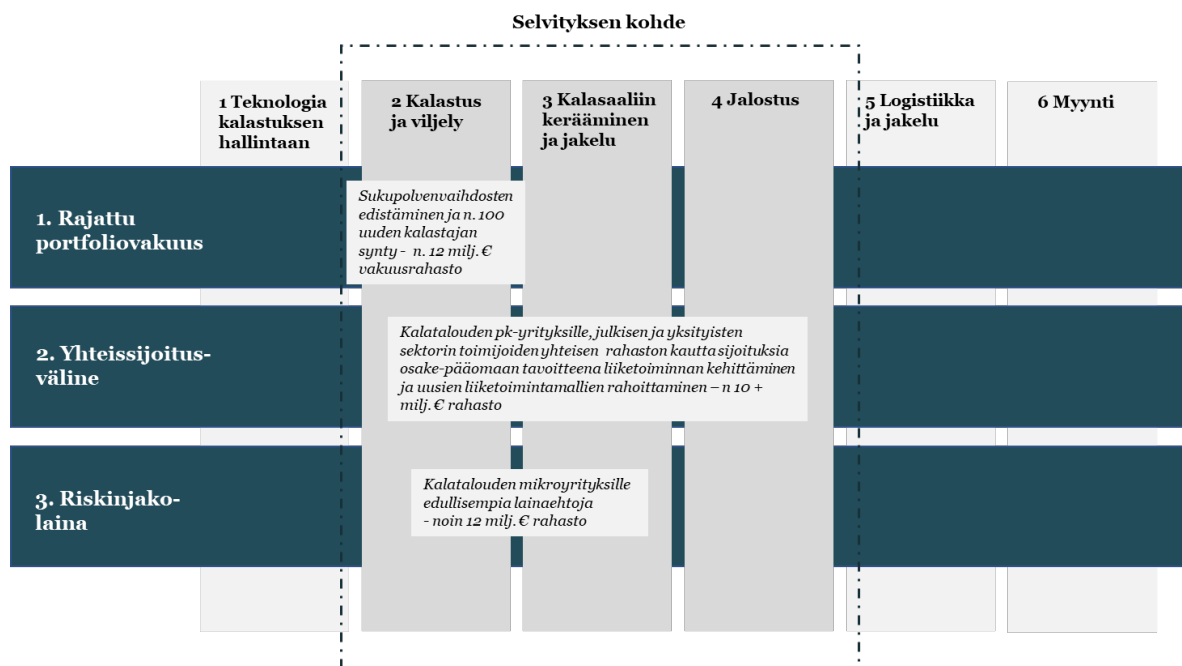 Selvityksen kohde
1 Teknologia
kalastuksen
hallintaan
2 Kalastus
ja viljely
3 Kalasaaliin
kerääminen
ja jakelu
4 Jalostus
5 Logistiikka
ja jakelu
6 Myynti
1. Rajattu
portfoliovakuus
Sukupolvenvaihdosten
edistäminen ja n. 100
uuden kalastajan
synty - n. 12 milj. €
vakuusrahasto
2. Yhteissijoitus-
väline
Kalatalouden pk-yrityksille, julkisen ja yksityisten
sektorin toimijoiden yhteisen rahaston kautta sijoituksia
osake-pääomaan tavoitteena liiketoiminnan kehittäminen
ja uusien liiketoimintamallien rahoittaminen – n 10 +
milj. € rahasto
3. Riskinjako-
laina
Kalatalouden mikroyrityksille
edullisempia lainaehtoja
- noin 12 milj. € rahasto